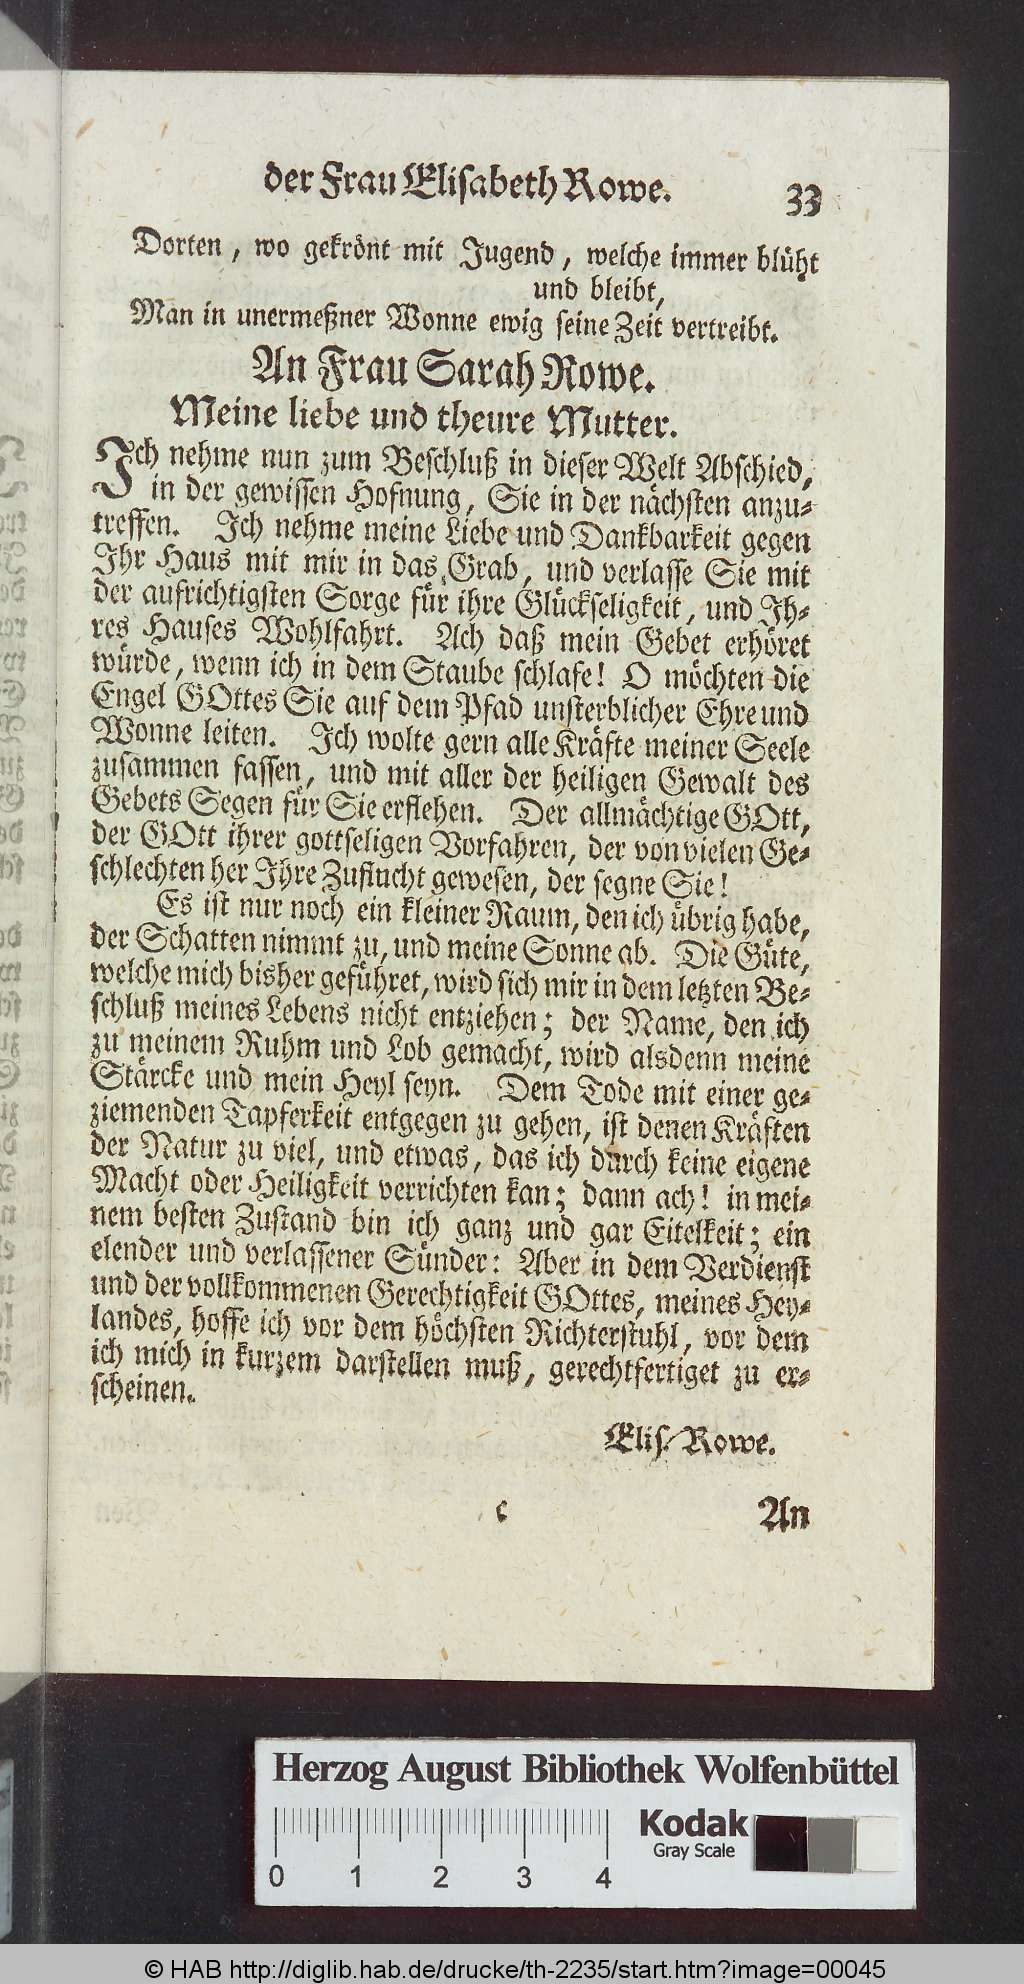 der Frau Elisabeth Rowe.
33
Dorten, wo gekrönt mit Jugend, welche immer blüht
und bleibt,
Man in unermeßner Wonne ewig seine Zeit vertreibt.
An Frau Sarah Rowe.
Meine liebe und theure Mutter.
Ich nehme nun zum Beschluß in dieser Welt Abschied,
in der gewissen Hofnung, Sie in der nächsten anzu-
treffen. Ich nehme meine Liebe und Dankbarkeit gegen
Ihr Haus mit mir in das Grab, und verlasse Sie mit
der aufrichtigsten Sorge für ihre Glückseligkeit, und Ih-
res Hauses Wohlfahrt. Ach daß mein Gebet erhöret
würde, wenn ich in dem Staube schlafe! O möchten die
Engel GOttes Sie auf dem Pfad unsterblicher Ehre und
Wonne leiten. Ich wolte gern alle Kräfte meiner Seele
zusammen fassen, und mit aller der heiligen Gewalt des
Gebets Segen für Sie erflehen. Der allmächtige GOtt,
der GOtt ihrer gottseligen Vorfahren, der von vielen Ge-
schlechten her Ihre Zuflucht gewesen, der segne Sie!
Es ist nur noch ein kleiner Raum, den ich übrig habe,
der Schatten nimmt zu, und meine Sonne ab. Die Güte,
welche mich bisher geführet, wird sich mir in dem letzten Be-
schluß meines Lebens nicht entziehen; der Name, den ich
zu meinem Ruhm und Lob gemacht, wird alsdenn meine
Stärcke und mein Heyl seyn. Dem Tode mit einer ge-
ziemenden Tapferkeit entgegen zu gehen, ist denen Kräften
der Natur zu viel, und etwas, das ich durch keine eigene
Macht oder Heiligkeit verrichten kan; dann ach! in mei-
nem besten Zustand bin ich ganz und gar Eitelkeit; ein
elender und verlassener Sünder: Aber in dem Verdienst
und der vollkommenen Gerechtigkeit GOttes, meines Hey-
landes, hoffe ich vor dem höchsten Richterstuhl, vor dem
ich mich in kurzem darstellen muß, gerechtfertiget zu er-
scheinen.
Elis. Rowe.
c
An
Herzog August Bibliothek Wolfenbüttel
Kodak
Gray Scale
0 1 2 3 4
© HAB http://diglib.hab.de/drucke/th-2235/start.htm?image=00045